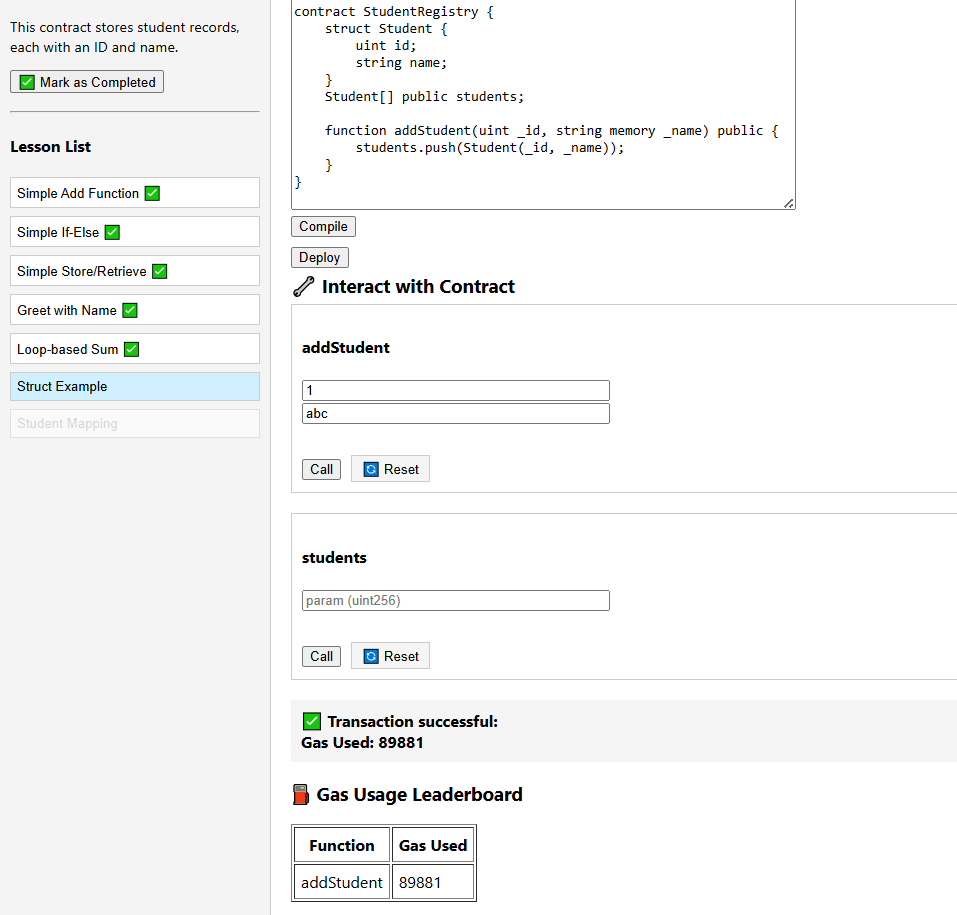 This contract stores student records,
each with an ID and name.
✅ Mark as Completed
Lesson List
Simple Add Function ✅
Simple If-Else ✅
Simple Store/Retrieve ✅
Greet with Name ✅
Loop-based Sum ✅
Struct Example
Student Mapping
contract StudentRegistry {
    struct Student {
        uint id;
        string name;
    }
    Student[] public students;

    function addStudent(uint _id, string memory _name) public {
        students.push(Student(_id, _name));
    }
}
Compile
Deploy
🔧 Interact with Contract
addStudent
1
abc
Call 🔄 Reset
students
param (uint256)
Call 🔄 Reset
✅ Transaction successful:
Gas Used: 89881
⛽ Gas Usage Leaderboard
Function Gas Used
addStudent 89881